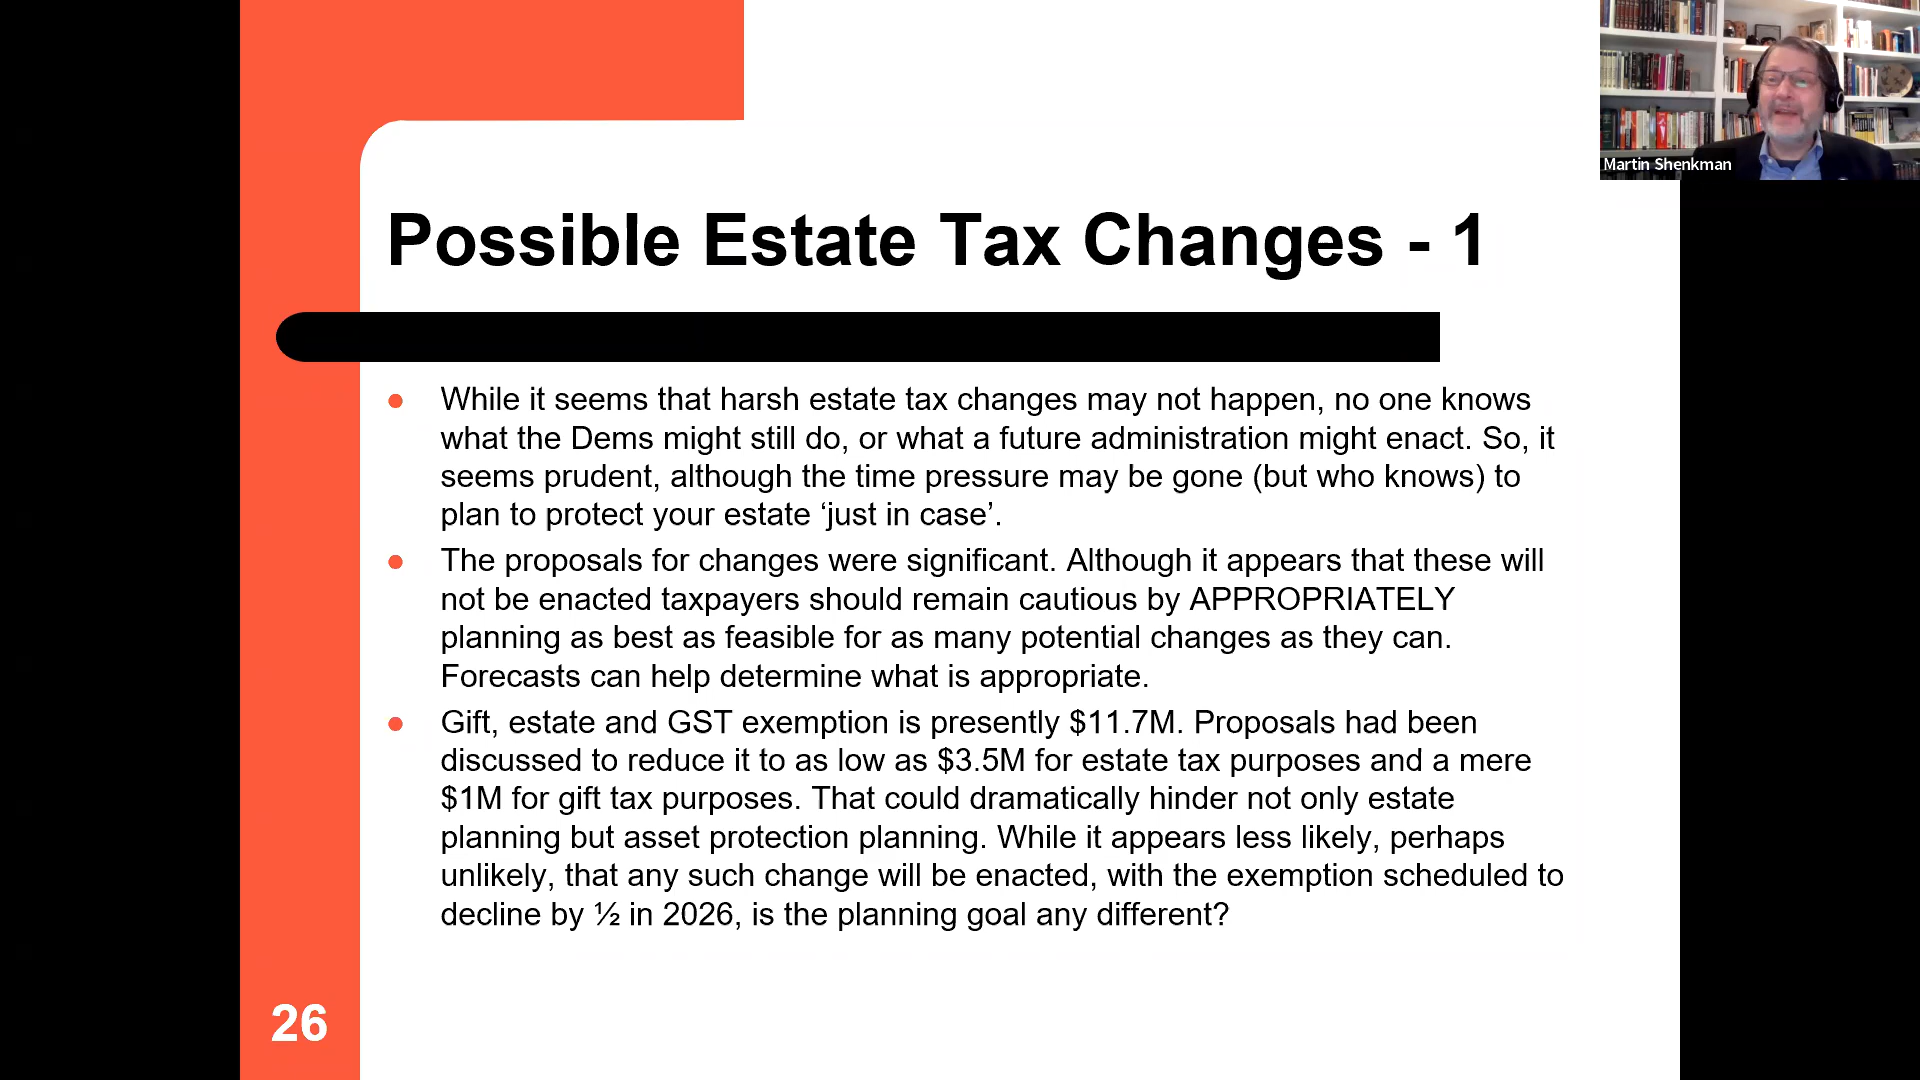 Martin Shenkman
Possible Estate Tax Changes - 1
While it seems that harsh estate tax changes may not happen, no one knows
what the Dems might still do, or what a future administration might enact. So, it
seems prudent, although the time pressure may be gone (but who knows) to
plan to protect your estate ‘just in case’.
The proposals for changes were significant. Although it appears that these will
not be enacted taxpayers should remain cautious by APPROPRIATELY
planning as best as feasible for as many potential changes as they can.
Forecasts can help determine what is appropriate.
Gift, estate and GST exemption is presently $11.7M. Proposals had been
discussed to reduce it to as low as $3.5M for estate tax purposes and a mere
$1M for gift tax purposes. That could dramatically hinder not only estate
planning but asset protection planning. While it appears less likely, perhaps
unlikely, that any such change will be enacted, with the exemption scheduled to
decline by ½ in 2026, is the planning goal any different?
26